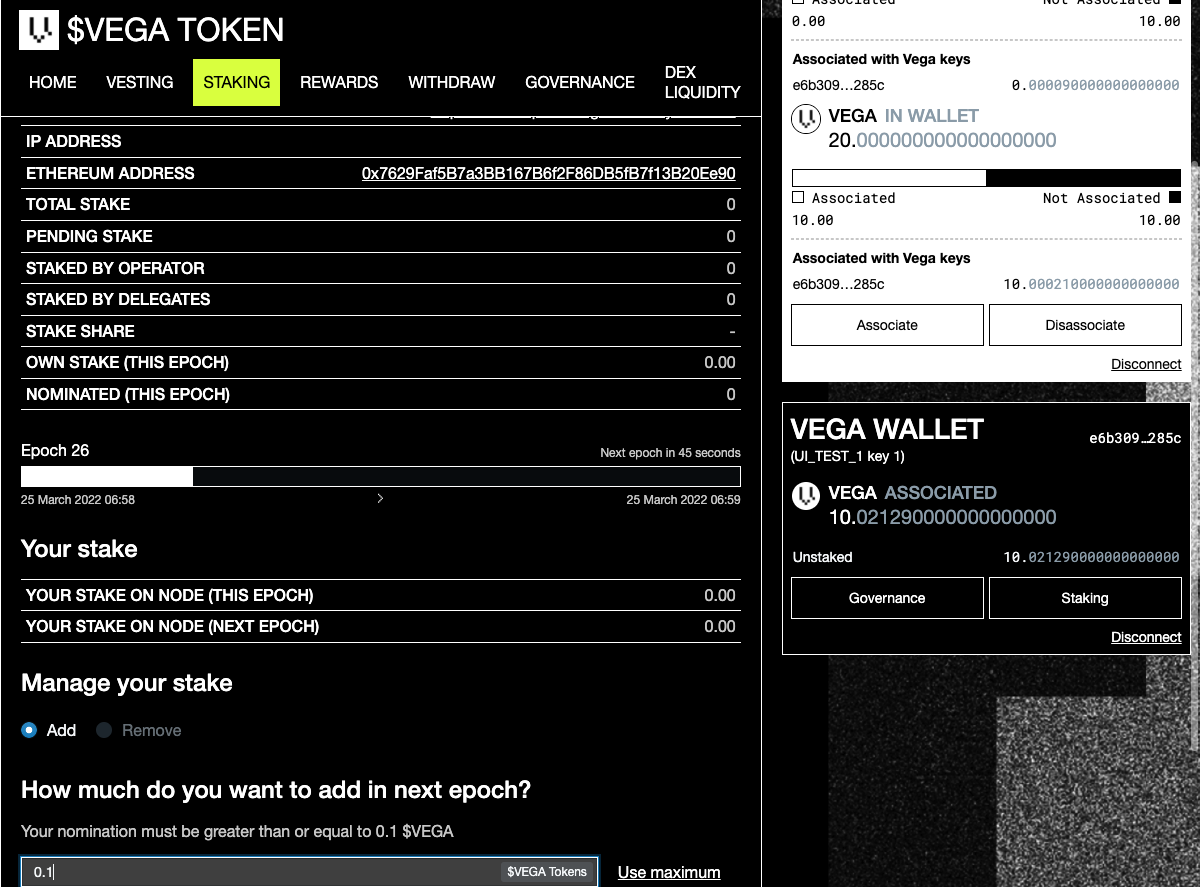 $VEGA TOKEN
HOME VESTING STAKING REWARDS WITHDRAW GOVERNANCE DEX LIQUIDITY
IP ADDRESS
ETHEREUM ADDRESS 0x7629Faf5B7a3BB167B6f2F86DB5fB7f13B20Ee90
TOTAL STAKE 0
PENDING STAKE 0
STAKED BY OPERATOR 0
STAKED BY DELEGATES 0
STAKE SHARE -
OWN STAKE (THIS EPOCH) 0.00
NOMINATED (THIS EPOCH) 0
Epoch 26 Next epoch in 45 seconds
25 March 2022 06:58 25 March 2022 06:59
Your stake
YOUR STAKE ON NODE (THIS EPOCH) 0.00
YOUR STAKE ON NODE (NEXT EPOCH) 0.00
Manage your stake
Add Remove
How much do you want to add in next epoch?
Your nomination must be greater than or equal to 0.1 $VEGA
0.1 $VEGA Tokens Use maximum
Associated Not Associated
0.00 10.00
Associated with Vega keys
e6b309…285c 0.000090000000000000
VEGA IN WALLET
20.000000000000000000
Associated Not Associated
10.00 10.00
Associated with Vega keys
e6b309…285c 10.000210000000000000
Associate Disassociate
Disconnect
VEGA WALLET e6b309…285c
(UI_TEST_1 key 1)
VEGA ASSOCIATED
10.021290000000000000
Unstaked 10.021290000000000000
Governance Staking
Disconnect